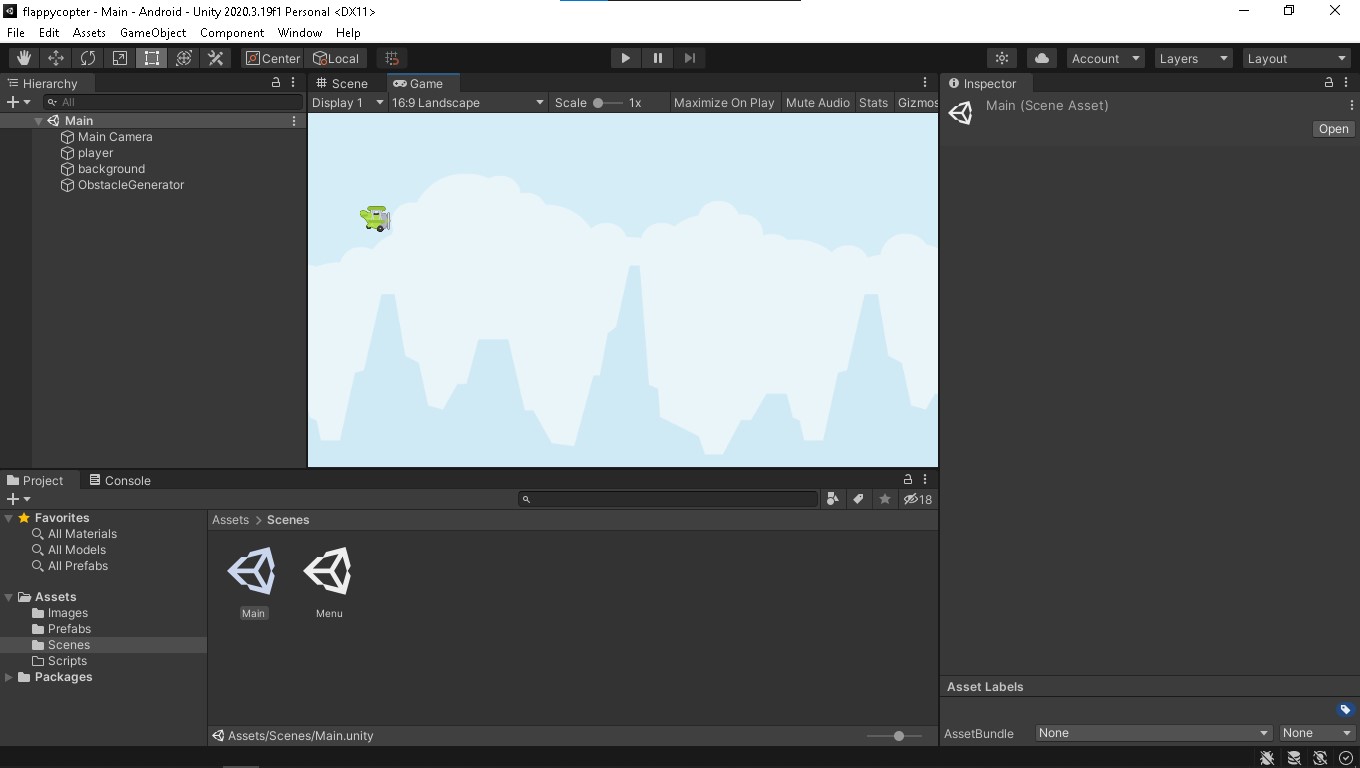 flappycopter - Main - Android - Unity 2020.3.19f1 Personal <DX11>
File Edit Assets GameObject Component Window Help
Center Local Account Layers Layout
Hierarchy
All
Main
Main Camera
player
background
ObstacleGenerator
Scene Game
Display 1 16:9 Landscape Scale 1x Maximize On Play Mute Audio Stats Gizmos
Inspector
Main (Scene Asset)
Open
Project Console
18
Favorites
All Materials
All Models
All Prefabs
Assets
Images
Prefabs
Scenes
Scripts
Packages
Assets > Scenes
Main Menu
Assets/Scenes/Main.unity
Asset Labels
AssetBundle None None